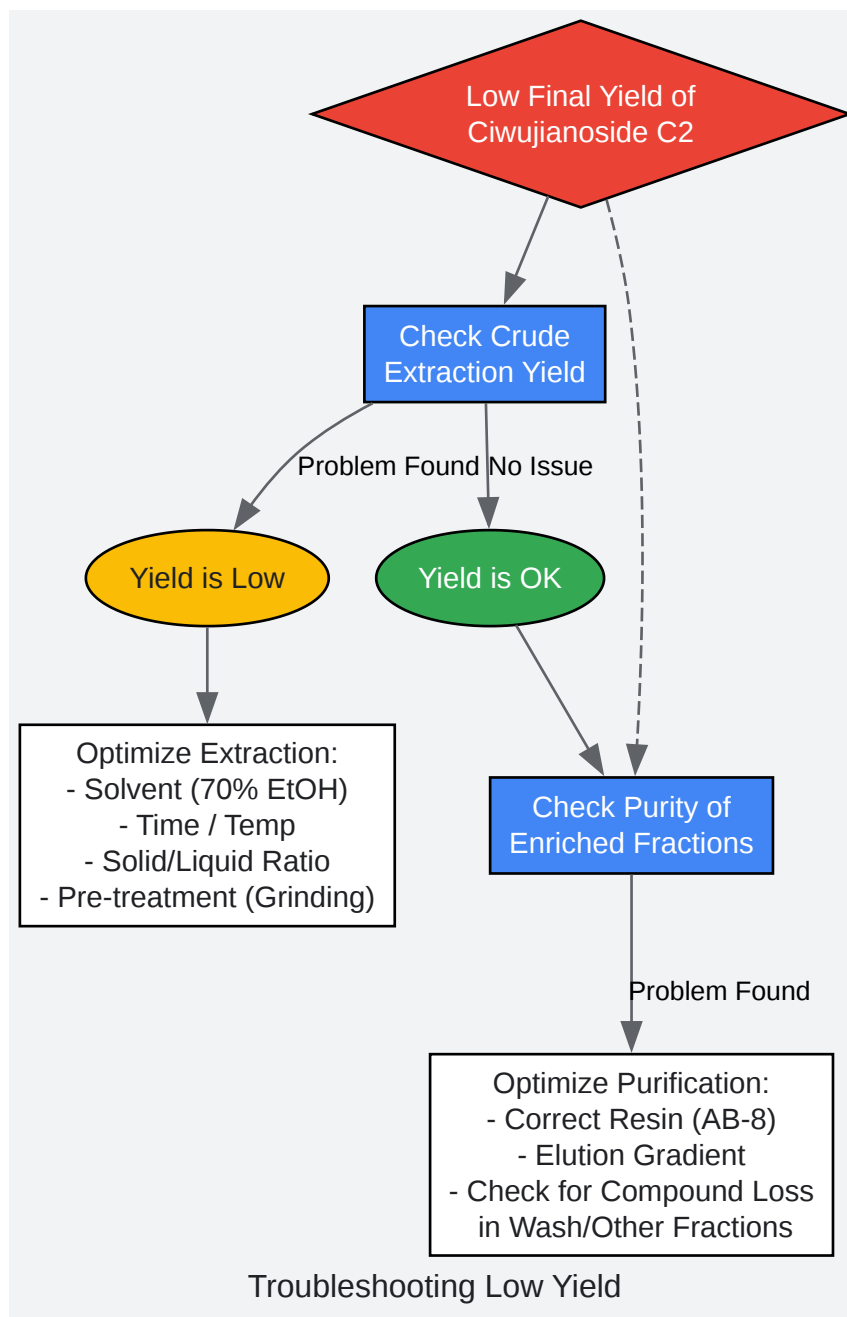 Low Final Yield of
Ciwujianoside C2
Check Crude
Extraction Yield
Problem Found
No Issue
Yield is Low
Yield is OK
Optimize Extraction:
- Solvent (70% EtOH)
- Time / Temp
- Solid/Liquid Ratio
- Pre-treatment (Grinding)
Check Purity of
Enriched Fractions
Problem Found
Optimize Purification:
- Correct Resin (AB-8)
- Elution Gradient
- Check for Compound Loss
in Wash/Other Fractions
Troubleshooting Low Yield